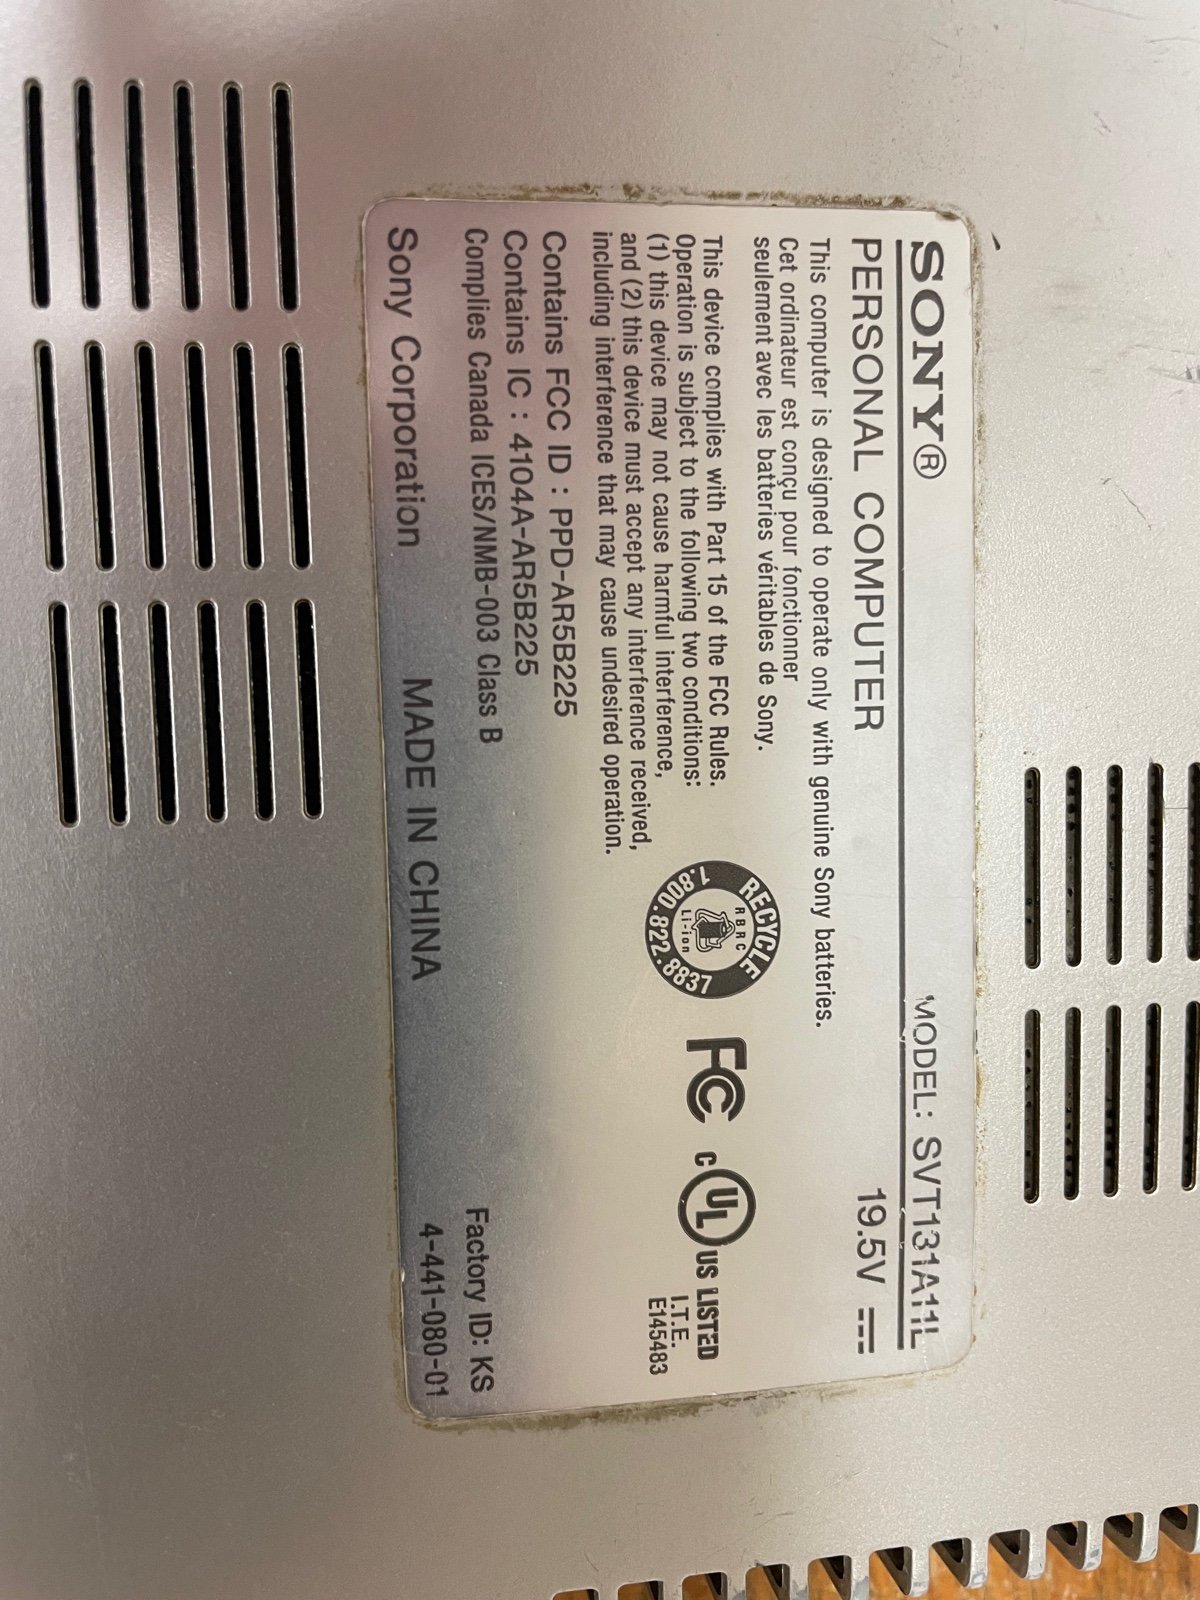 SONY® MODEL: SVT131A11L
PERSONAL COMPUTER 19.5V
This computer is designed to operate only with genuine Sony batteries.
Cet ordinateur est conçu pour fonctionner
seulement avec les batteries véritables de Sony.
This device complies with Part 15 of the FCC Rules.
Operation is subject to the following two conditions:
(1) this device may not cause harmful interference,
and (2) this device must accept any interference received,
including interference that may cause undesired operation.
RECYCLE
RBRC
Li-ion
1.800.822.8837
FC
C UL US LISTED
I.T.E.
E145483
Contains FCC ID : PPD-AR5B225
Contains IC : 4104A-AR5B225
Complies Canada ICES/NMB-003 Class B
Factory ID: KS
Sony Corporation MADE IN CHINA 4-441-080-01